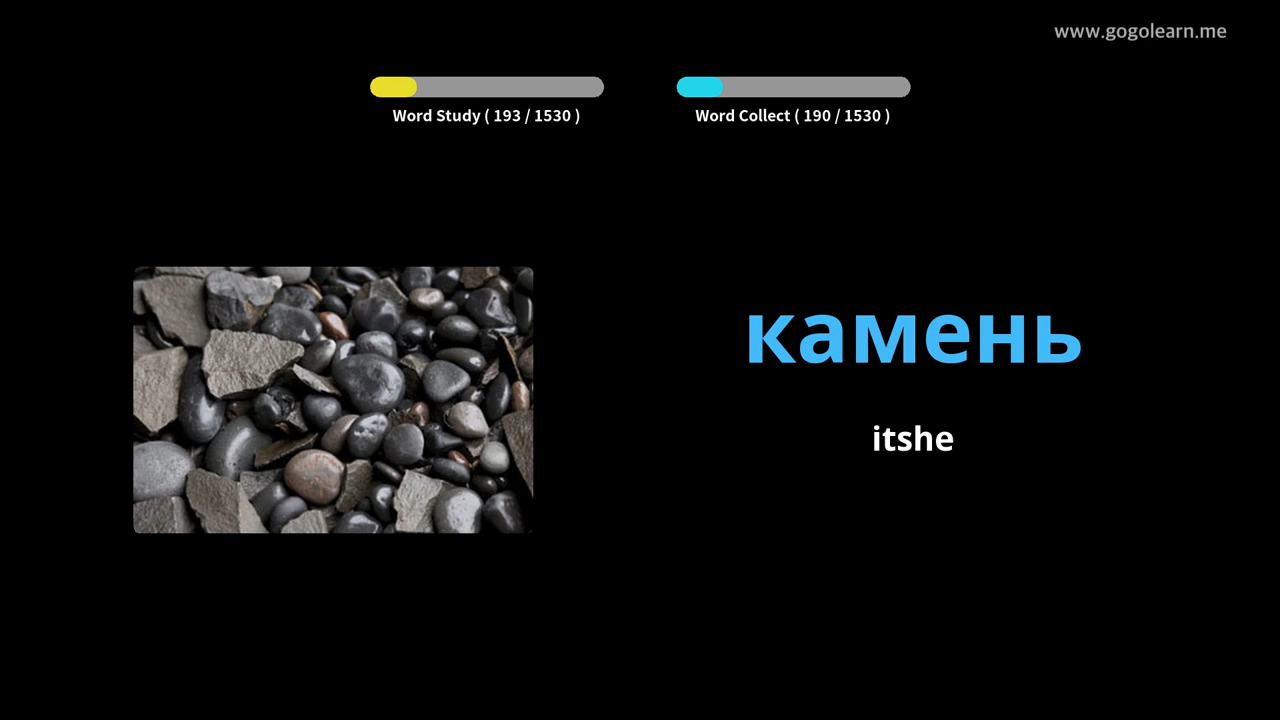 www.gogolearn.me
Word Study ( 193 / 1530 )
Word Collect ( 190 / 1530 )
камень
itshe